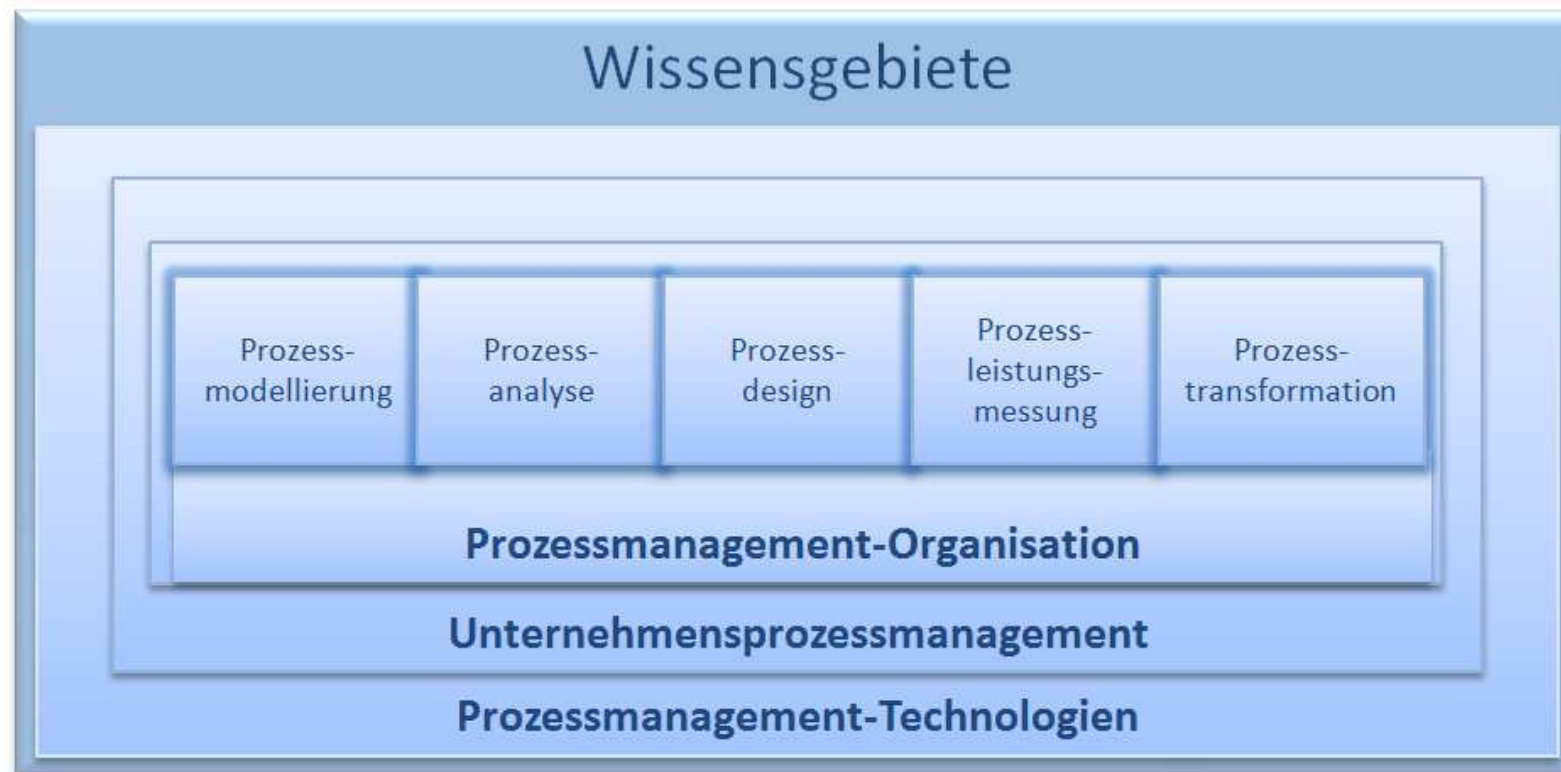 Wissensgebiete
Prozess-
modellierung
Prozess-
analyse
Prozess-
design
Prozess-
leistungs-
messung
Prozess-
transformation
Prozessmanagement-Organisation
Unternehmensprozessmanagement
Prozessmanagement-Technologien